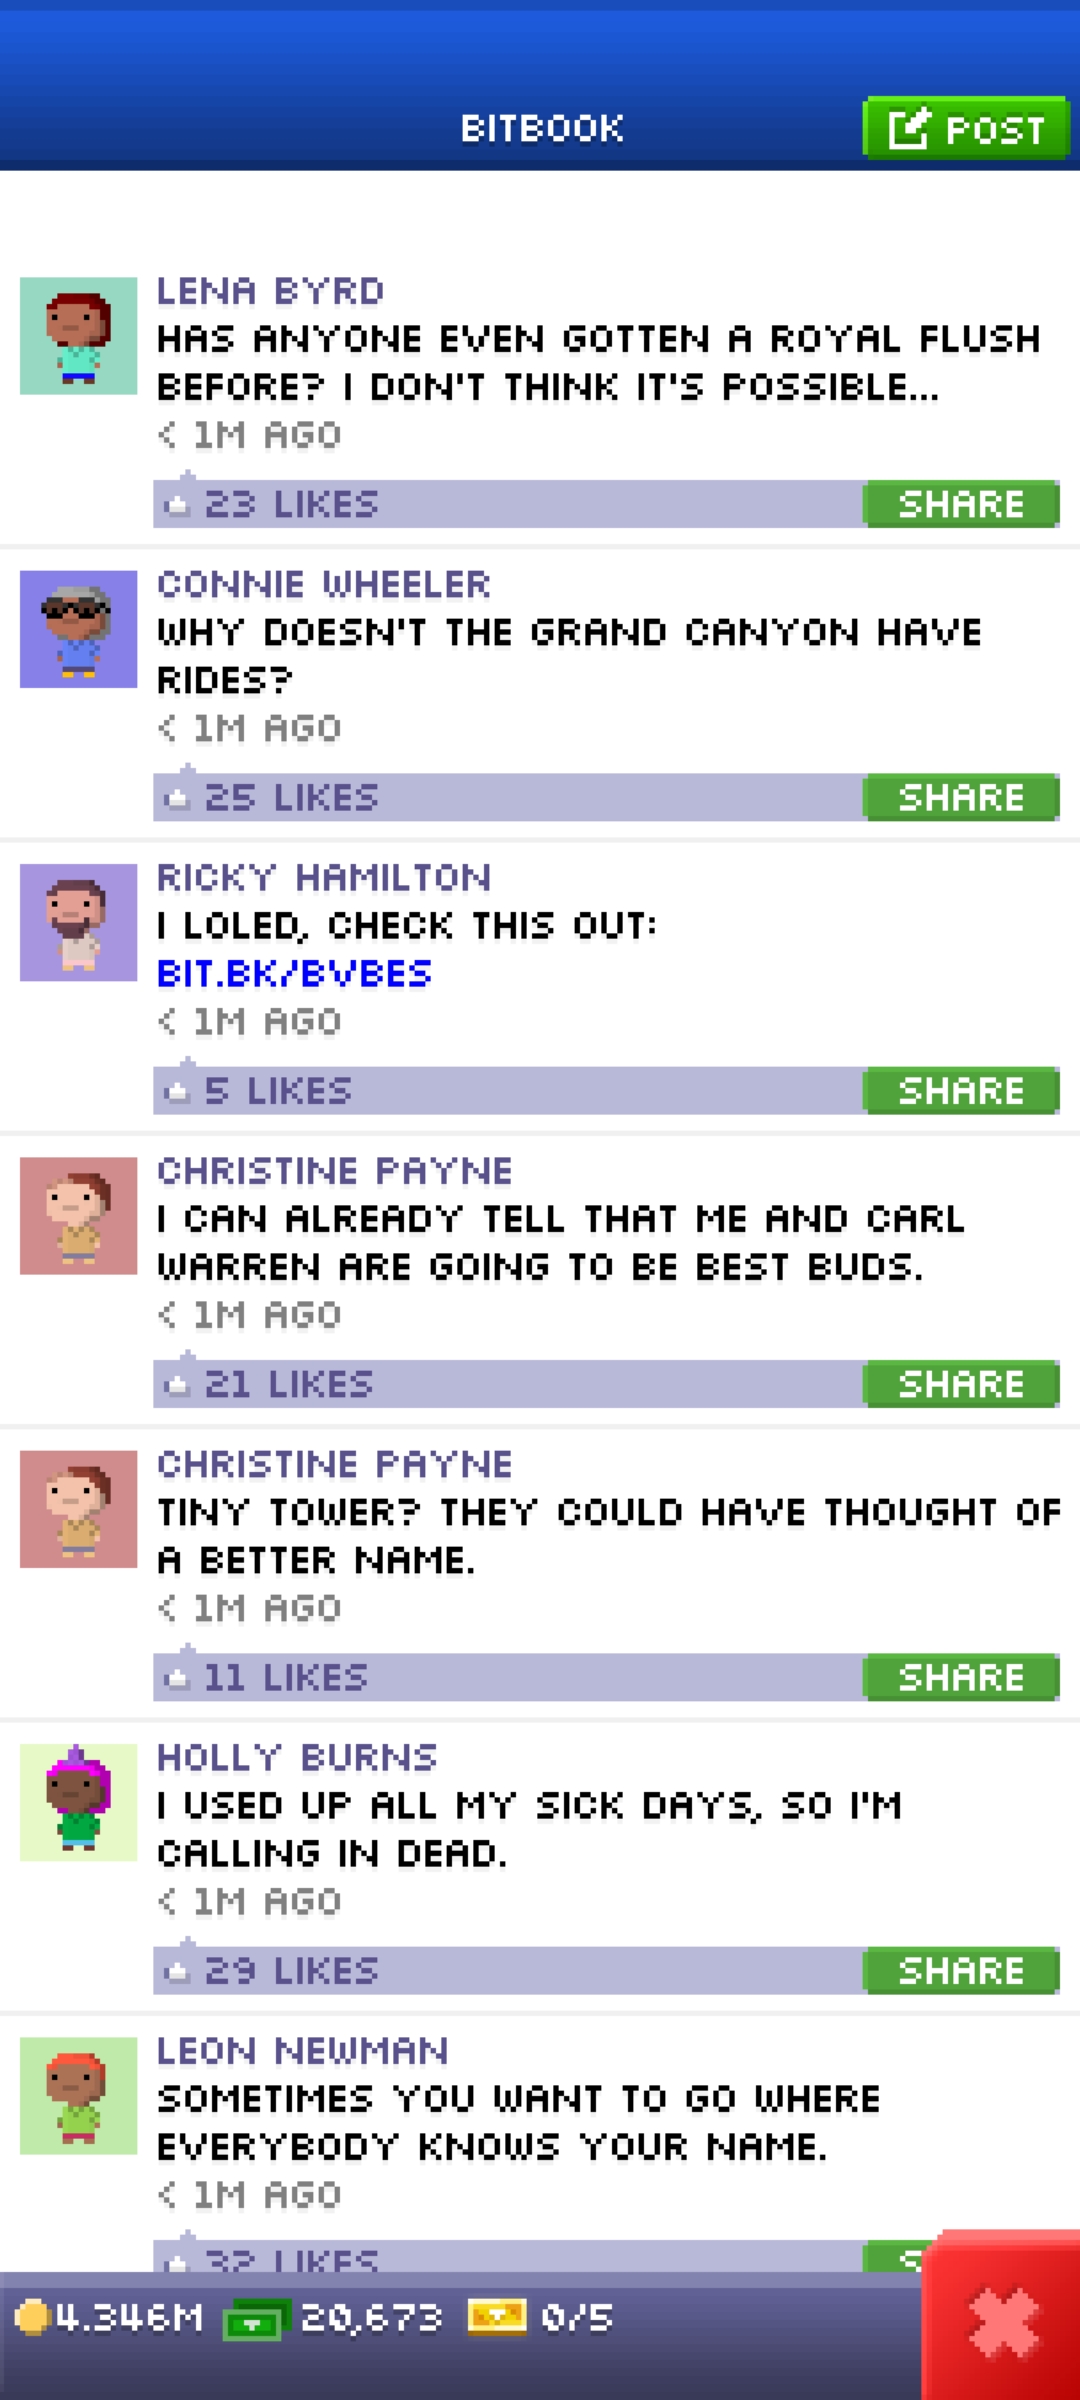 BITBOOK
POST
LENA BYRD
HAS ANYONE EVEN GOTTEN A ROYAL FLUSH
BEFORE? I DON'T THINK IT'S POSSIBLE...
< 1M AGO
23 LIKES
SHARE
CONNIE WHEELER
WHY DOESN'T THE GRAND CANYON HAVE
RIDES?
< 1M AGO
25 LIKES
SHARE
RICKY HAMILTON
I LOLED, CHECK THIS OUT:
BIT.BK/BVBES
< 1M AGO
5 LIKES
SHARE
CHRISTINE PAYNE
I CAN ALREADY TELL THAT ME AND CARL
WARREN ARE GOING TO BE BEST BUDS.
< 1M AGO
21 LIKES
SHARE
CHRISTINE PAYNE
TINY TOWER? THEY COULD HAVE THOUGHT OF
A BETTER NAME.
< 1M AGO
11 LIKES
SHARE
HOLLY BURNS
I USED UP ALL MY SICK DAYS, SO I'M
CALLING IN DEAD.
< 1M AGO
29 LIKES
SHARE
LEON NEWMAN
SOMETIMES YOU WANT TO GO WHERE
EVERYBODY KNOWS YOUR NAME.
< 1M AGO
32 LIKES
4.346M
20,673
0/5